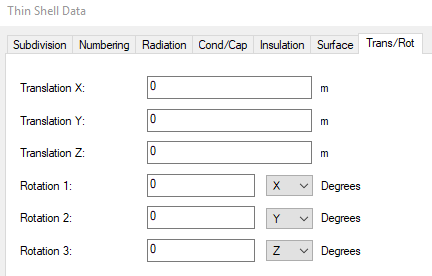 Thin Shell Data
Subdivision Numbering Radiation Cond/Cap Insulation Surface Trans/Rot
Translation X: 0 m
Translation Y: 0 m
Translation Z: 0 m
Rotation 1: 0 X Degrees
Rotation 2: 0 Y Degrees
Rotation 3: 0 Z Degrees